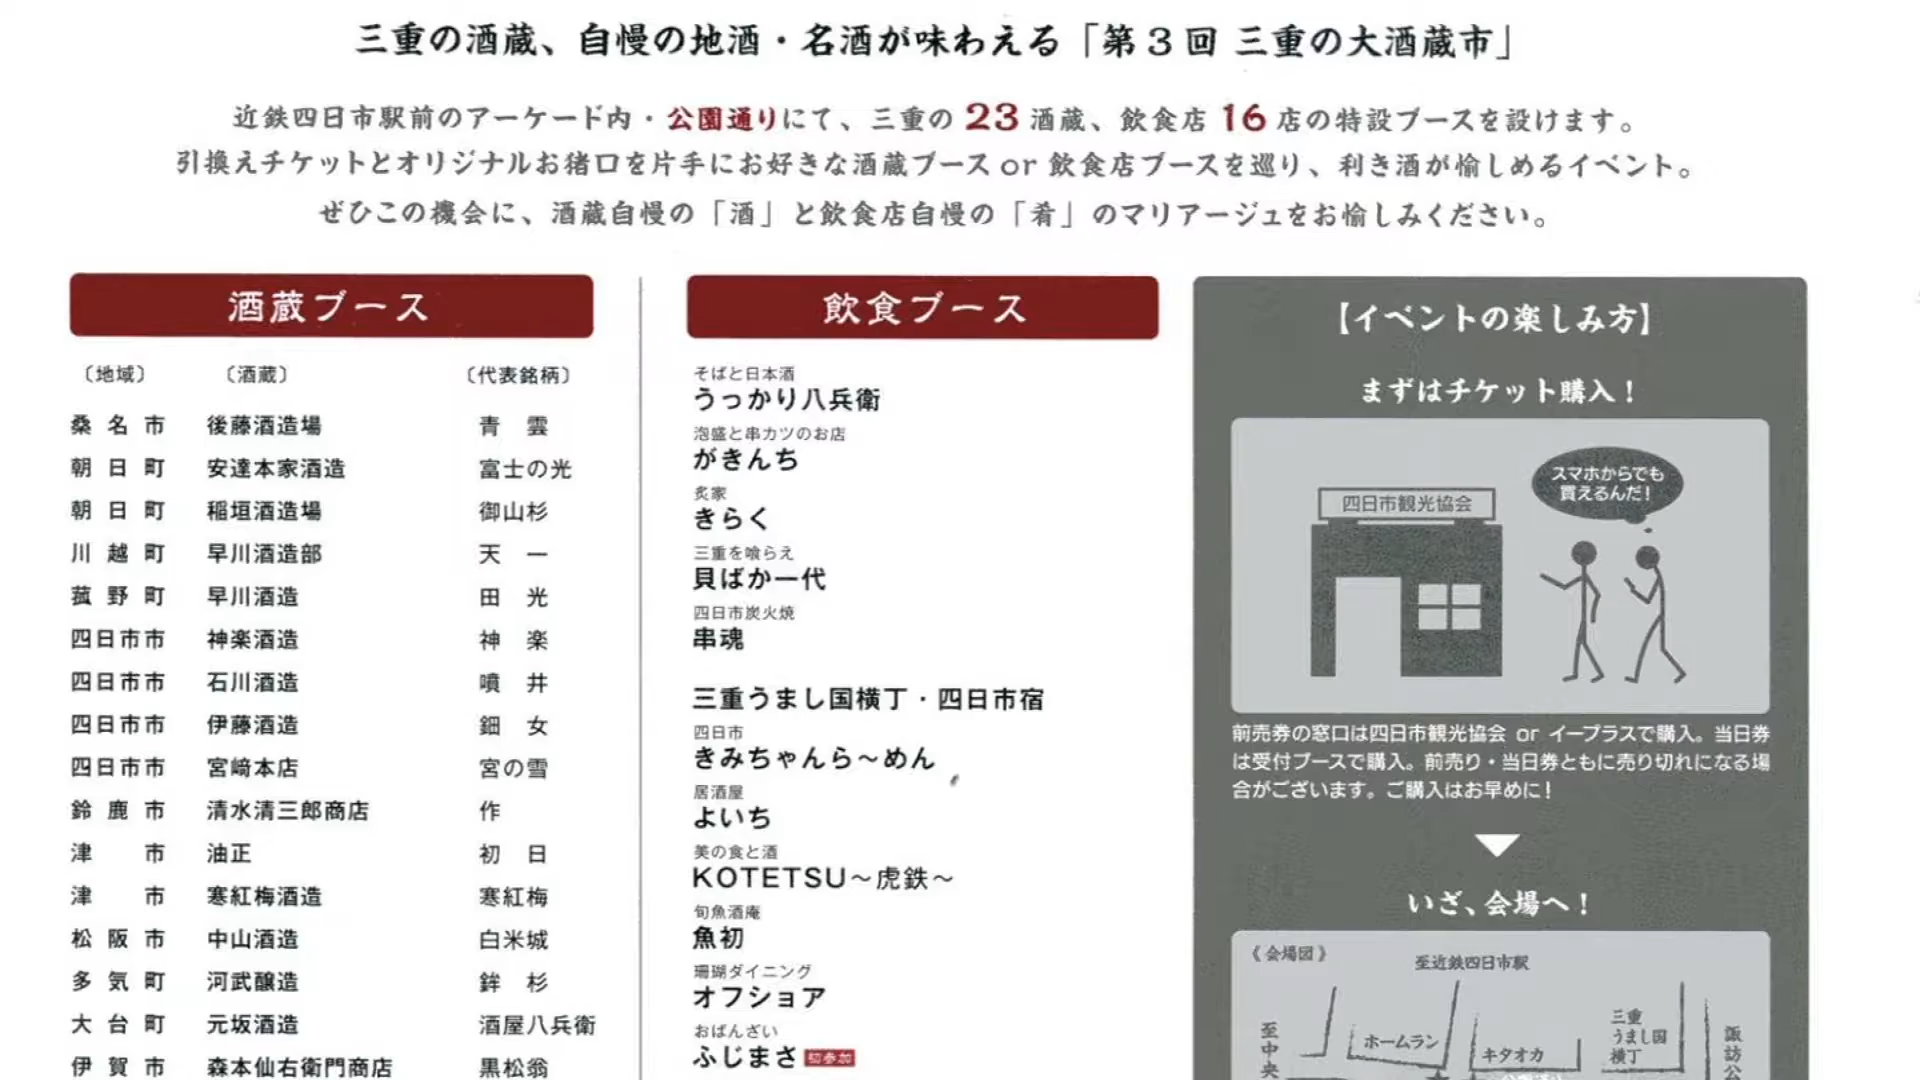 三重の酒蔵、自慢の地酒・名酒が味わえる「第3回 三重の大酒蔵市」
近鉄四日市駅前のアーケード内・公園通りにて、三重の 23 酒蔵、飲食店 16 店の特設ブースを設けます。
引換えチケットとオリジナルお猪口を片手にお好きな酒蔵ブース or 飲食店ブースを巡り、利き酒が愉しめるイベント。
ぜひこの機会に、酒蔵自慢の「酒」と飲食店自慢の「肴」のマリアージュをお愉しみください。
酒蔵ブース
〔地域〕 〔酒蔵〕 〔代表銘柄〕
桑名市 後藤酒造場 青雲
朝日町 安達本家酒造 富士の光
朝日町 稲垣酒造場 御山杉
川越町 早川酒造部 天一
菰野町 早川酒造 田光
四日市市 神楽酒造 神楽
四日市市 石川酒造 噴井
四日市市 伊藤酒造 鈿女
四日市市 宮﨑本店 宮の雪
鈴鹿市 清水清三郎商店 作
津市 油正 初日
津市 寒紅梅酒造 寒紅梅
松阪市 中山酒造 白米城
多気町 河武醸造 鉾杉
大台町 元坂酒造 酒屋八兵衛
伊賀市 森本仙右衛門商店 黒松翁
飲食ブース
そばと日本酒
うっかり八兵衛
泡盛と串カツのお店
がきんち
炙家
きらく
三重を喰らえ
貝ばか一代
四日市炭火焼
串魂
三重うまし国横丁・四日市宿
四日市
きみちゃんら～めん
居酒屋
よいち
美の食と酒
KOTETSU～虎鉄～
旬魚酒庵
魚初
珊瑚ダイニング
オフショア
おばんざい
ふじまさ 初参加
【イベントの楽しみ方】
まずはチケット購入！
四日市観光協会
スマホからでも
買えるんだ！
前売券の窓口は四日市観光協会 or イープラスで購入。当日券
は受付ブースで購入。前売り・当日券ともに売り切れになる場
合がございます。ご購入はお早めに！
いざ、会場へ！
《会場図》
至近鉄四日市駅
至中央
ホームラン
キタオカ
三重
うまし国
横丁
諏訪公